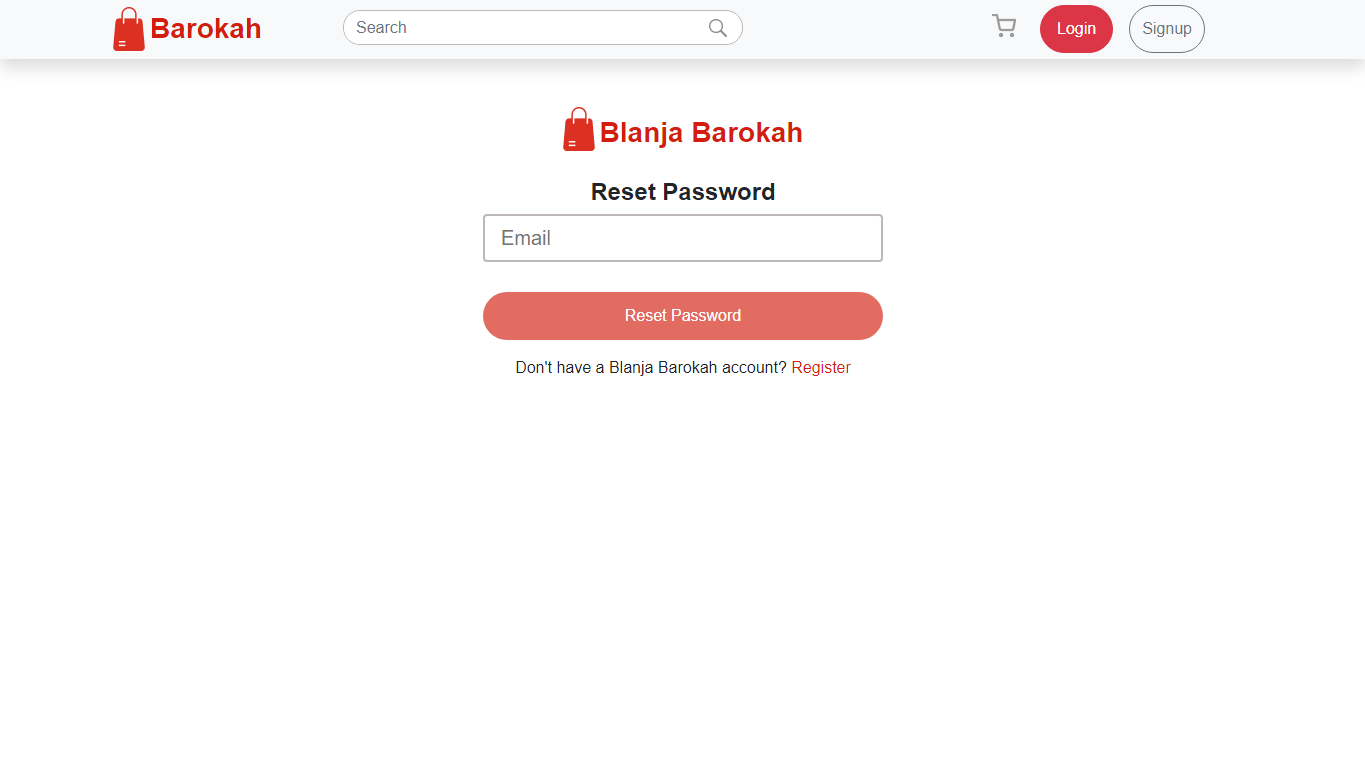 Barokah
Search
Login
Signup
Blanja Barokah
Reset Password
Email
Reset Password
Don't have a Blanja Barokah account? Register